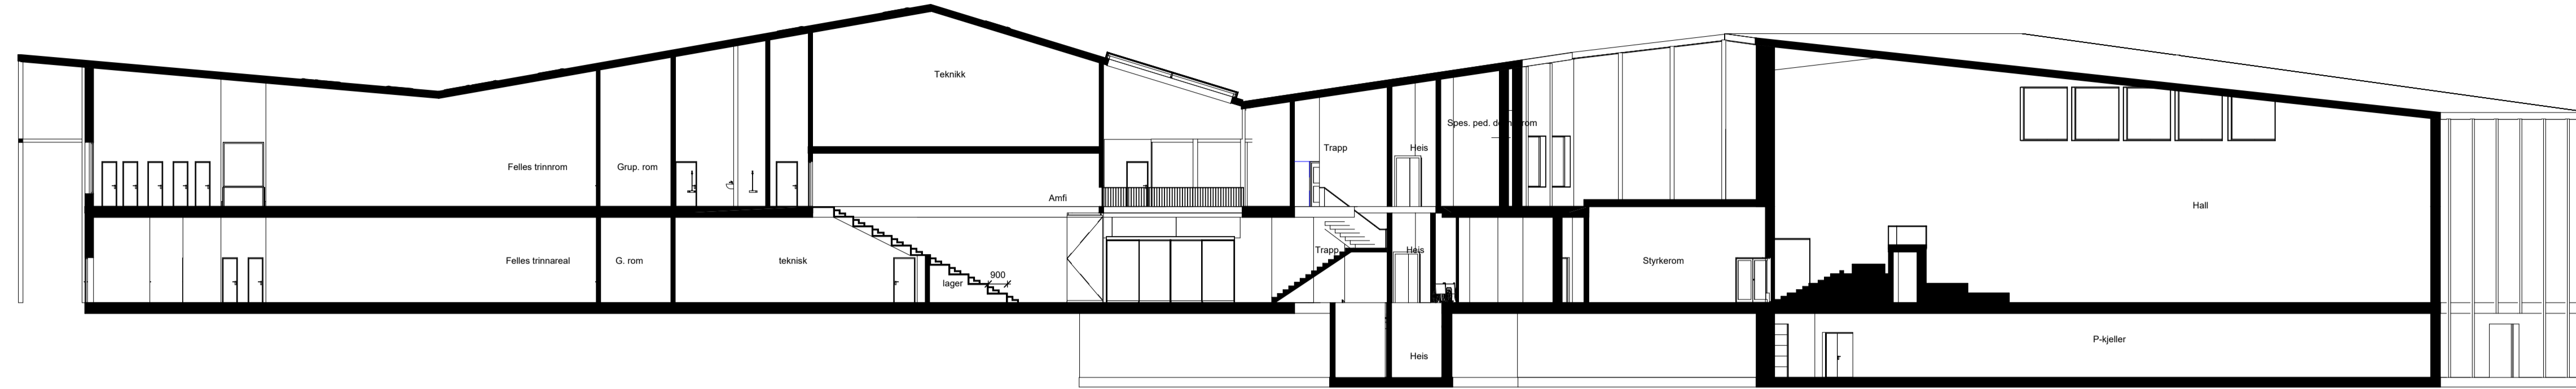 Teknikk
Spes. ped. d
rom
Trapp
Heis
Felles trinnrom
Grup. rom
Amfi
Hall
Trapp
Heis
Felles trinnareal
G. rom
teknisk
Styrkerom
900
lager
P-kjeller
Heis